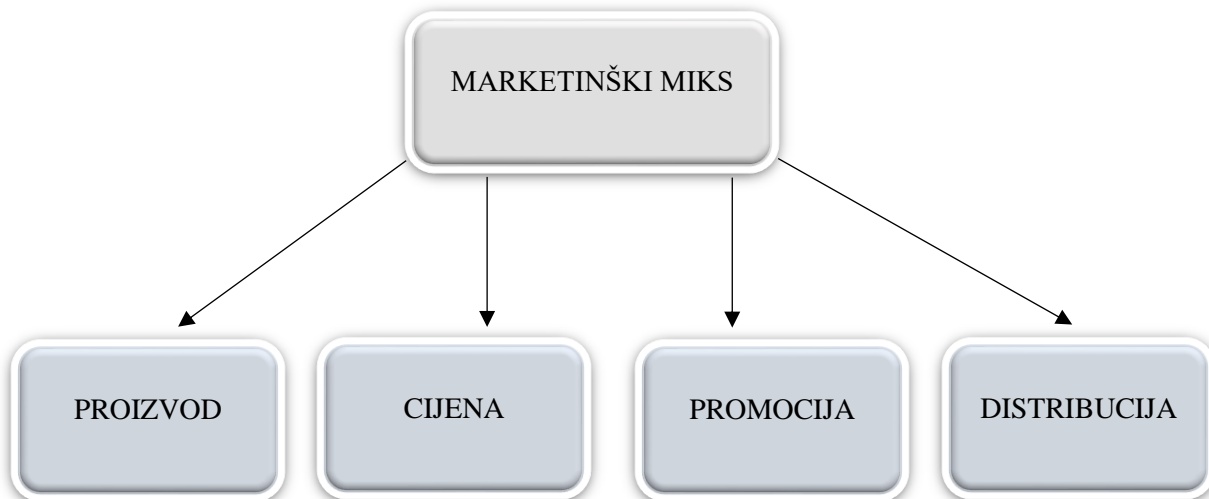 MARKETINŠKI MIKS
PROIZVOD
CIJENA
PROMOCIJA
DISTRIBUCIJA